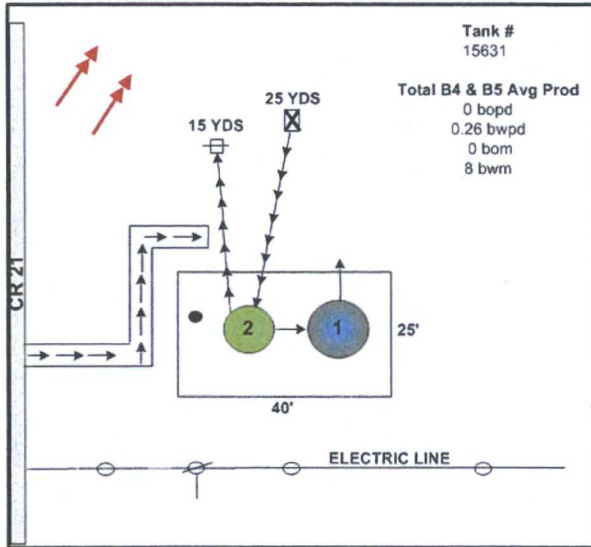 Tank #
15631
Total B4 & B5 Avg Prod
0 bopd
0.26 bwpd
0 bom
8 bwm
25 YDS
15 YDS
CR 21
2
1
25'
40'
ELECTRIC LINE